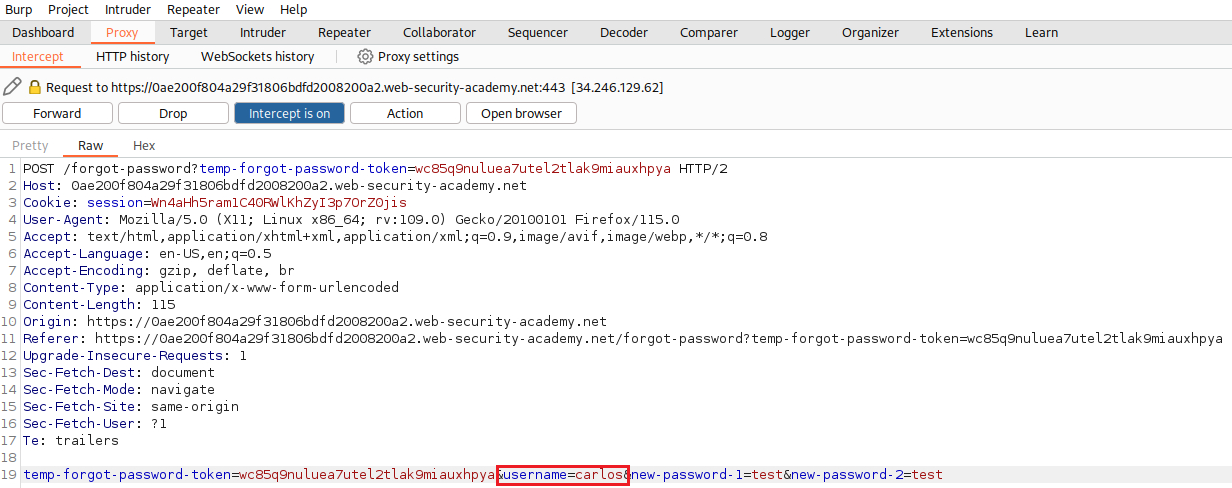 Burp Project Intruder Repeater View Help
Dashboard Proxy Target Intruder Repeater Collaborator Sequencer Decoder Comparer Logger Organizer Extensions Learn
Intercept HTTP history WebSockets history Proxy settings
Request to https://0ae200f804a29f31806bdfd2008200a2.web-security-academy.net:443 [34.246.129.62]
Forward Drop Intercept is on Action Open browser
Pretty Raw Hex
1 POST /forgot-password?temp-forgot-password-token=wc85q9nuluea7utel2tlak9miauxhpya HTTP/2
2 Host: 0ae200f804a29f31806bdfd2008200a2.web-security-academy.net
3 Cookie: session=Wn4aHh5ram1C40RWlKhZyI3p7OrZ0jis
4 User-Agent: Mozilla/5.0 (X11; Linux x86_64; rv:109.0) Gecko/20100101 Firefox/115.0
5 Accept: text/html,application/xhtml+xml,application/xml;q=0.9,image/avif,image/webp,*/*;q=0.8
6 Accept-Language: en-US,en;q=0.5
7 Accept-Encoding: gzip, deflate, br
8 Content-Type: application/x-www-form-urlencoded
9 Content-Length: 115
10 Origin: https://0ae200f804a29f31806bdfd2008200a2.web-security-academy.net
11 Referer: https://0ae200f804a29f31806bdfd2008200a2.web-security-academy.net/forgot-password?temp-forgot-password-token=wc85q9nuluea7utel2tlak9miauxhpya
12 Upgrade-Insecure-Requests: 1
13 Sec-Fetch-Dest: document
14 Sec-Fetch-Mode: navigate
15 Sec-Fetch-Site: same-origin
16 Sec-Fetch-User: ?1
17 Te: trailers
18
19 temp-forgot-password-token=wc85q9nuluea7utel2tlak9miauxhpya&username=carlos&new-password-1=test&new-password-2=test